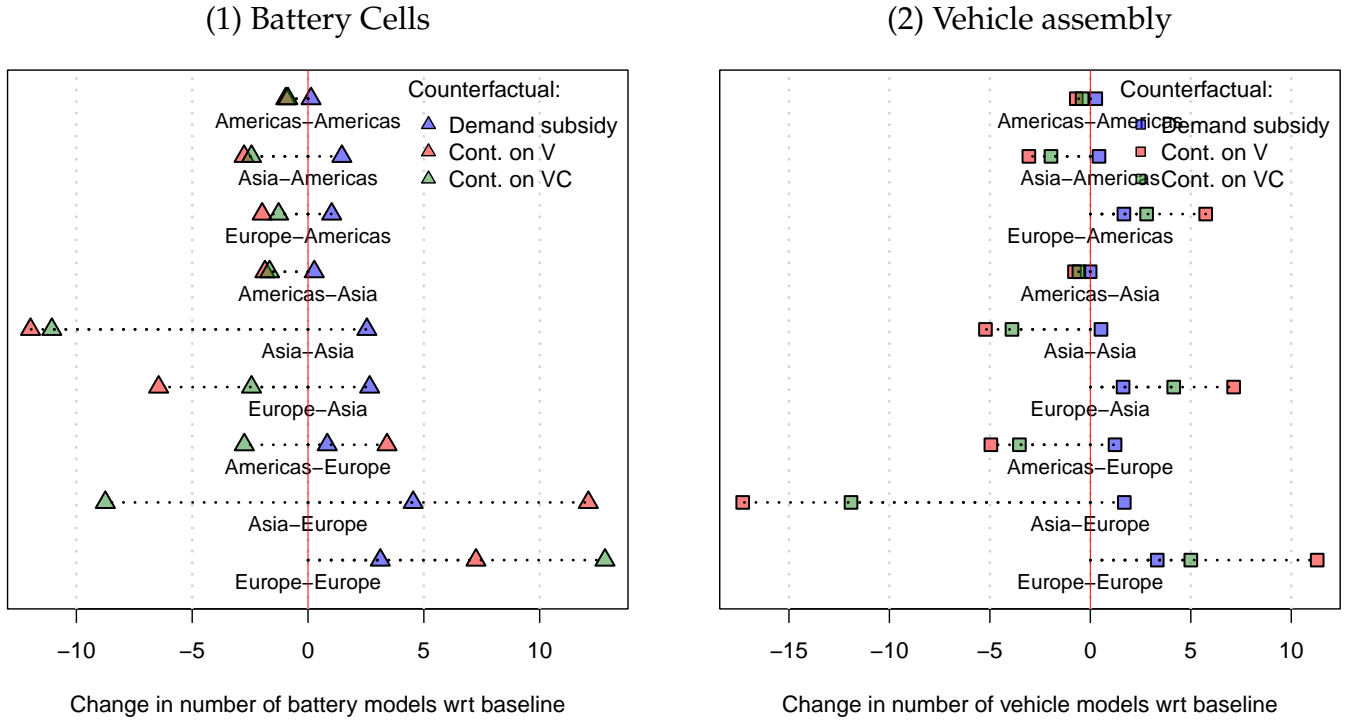 (1) Battery Cells
Counterfactual:
Demand subsidy
Cont. on V
Cont. on VC
Americas−Americas
Asia−Americas
Europe−Americas
Americas−Asia
Asia−Asia
Europe−Asia
Americas−Europe
Asia−Europe
Europe−Europe
−10 −5 0 5 10
Change in number of battery models wrt baseline
(2) Vehicle assembly
Counterfactual:
Demand subsidy
Cont. on V
Cont. on VC
Americas−Americas
Asia−Americas
Europe−Americas
Americas−Asia
Asia−Asia
Europe−Asia
Americas−Europe
Asia−Europe
Europe−Europe
−15 −10 −5 0 5 10
Change in number of vehicle models wrt baseline